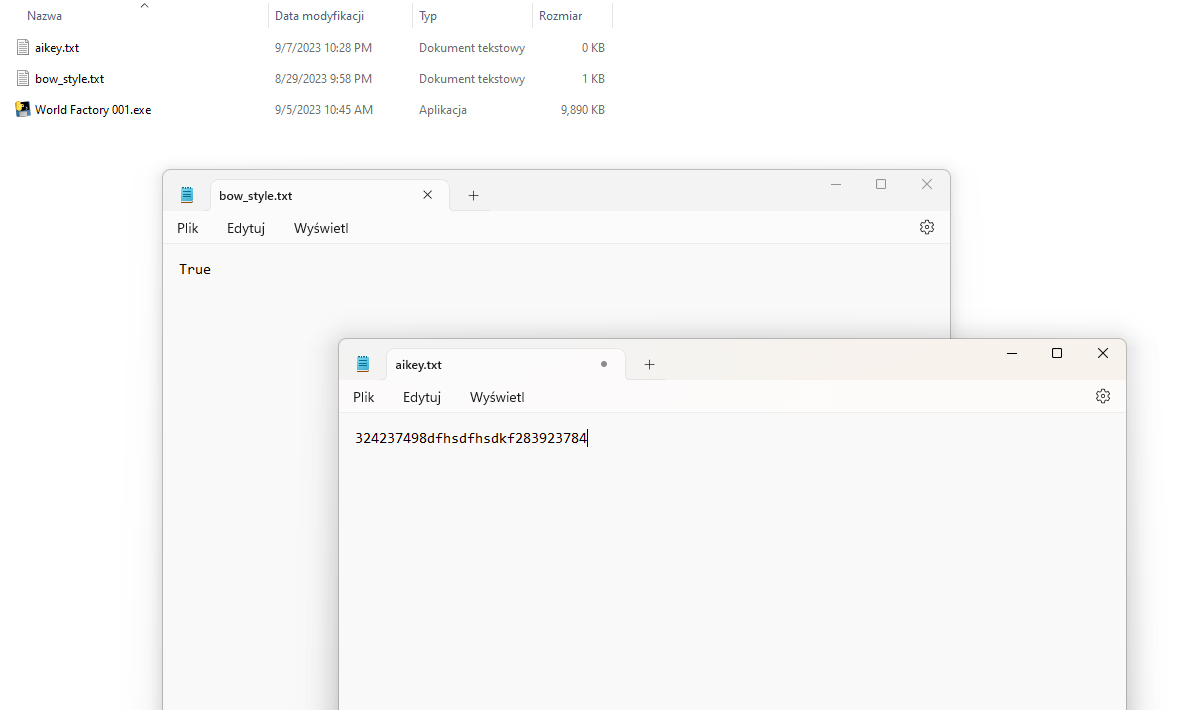 Nazwa Data modyfikacji Typ Rozmiar
aikey.txt 9/7/2023 10:28 PM Dokument tekstowy 0 KB
bow_style.txt 8/29/2023 9:58 PM Dokument tekstowy 1 KB
World Factory 001.exe 9/5/2023 10:45 AM Aplikacja 9,890 KB
bow_style.txt
Plik Edytuj Wyświetl
True
aikey.txt
Plik Edytuj Wyświetl
324237498dfhsdfhsdkf283923784